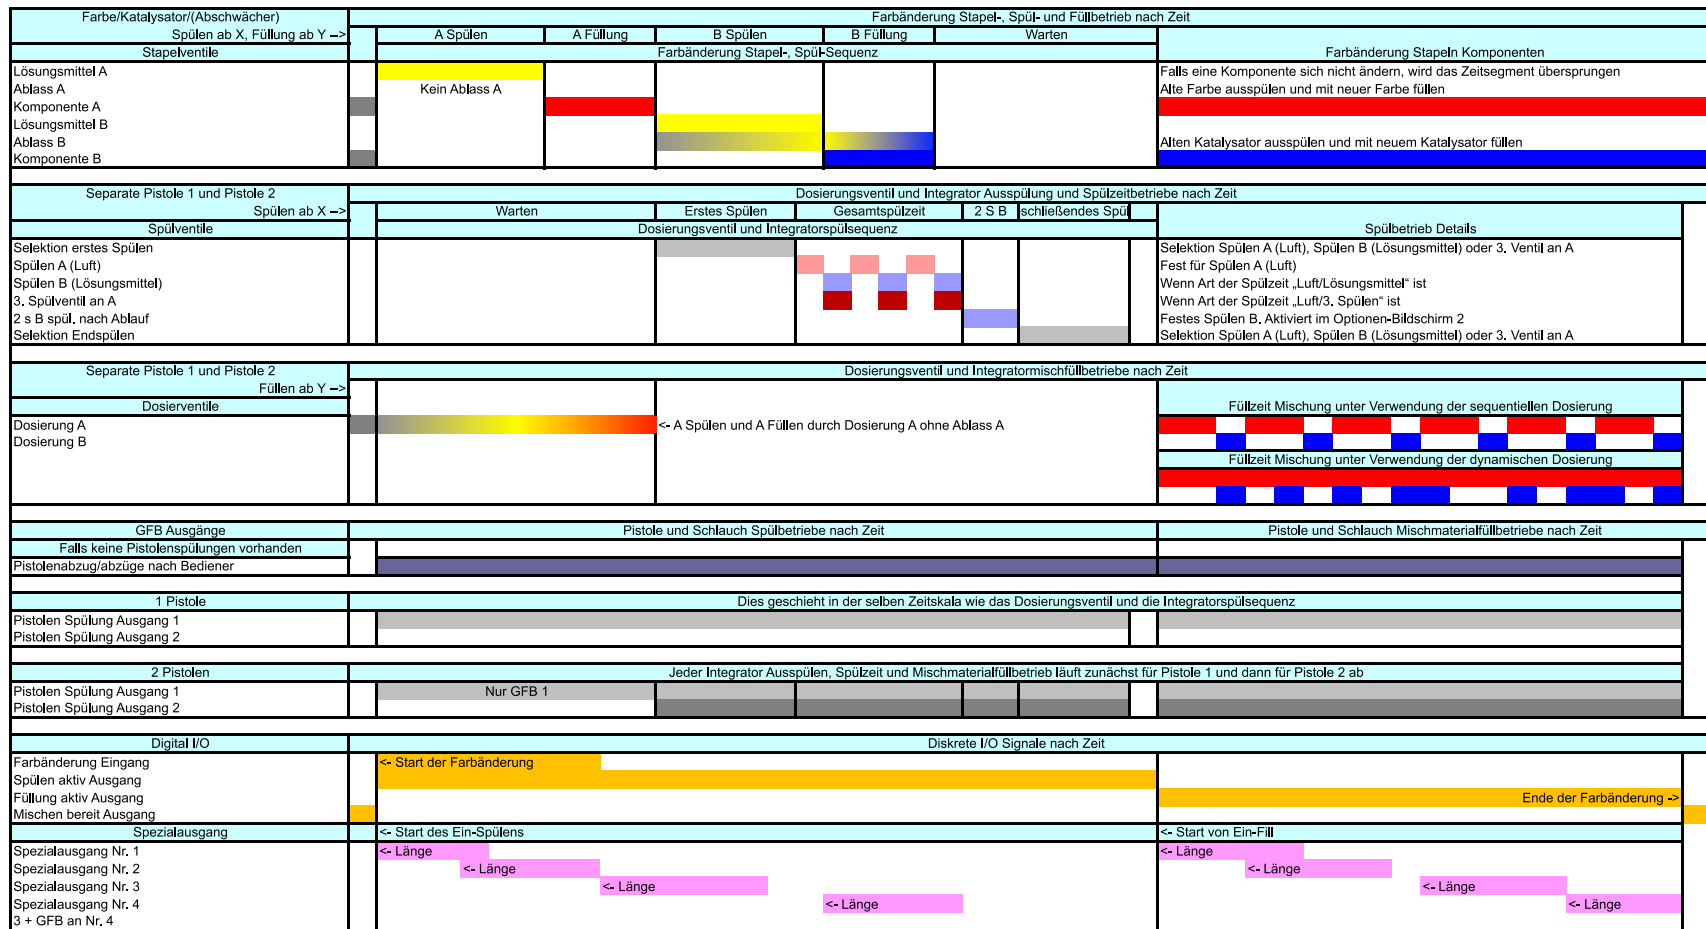 Farbe/Katalysator/(Abschwächer)
Farbänderung Stapel-, Spül- und Füllbetrieb nach Zeit
Spülen ab X, Füllung ab Y –>
A Spülen
A Füllung
B Spülen
B Füllung
Warten
Stapelventile
Farbänderung Stapel-, Spül-Sequenz
Farbänderung Stapeln Komponenten
Lösungsmittel A
Falls eine Komponente sich nicht ändern, wird das Zeitsegment übersprungen
Ablass A
Kein Ablass A
Alte Farbe ausspülen und mit neuer Farbe füllen
Komponente A
Lösungsmittel B
Ablass B
Alten Katalysator ausspülen und mit neuem Katalysator füllen
Komponente B
Separate Pistole 1 und Pistole 2
Dosierungsventil und Integrator Ausspülung und Spülzeitbetriebe nach Zeit
Spülen ab X –>
Warten
Erstes Spülen
Gesamtspülzeit
2 S B
schließendes Spül
Spülventile
Dosierungsventil und Integratorspülsequenz
Spülbetrieb Details
Selektion erstes Spülen
Selektion Spülen A (Luft), Spülen B (Lösungsmittel) oder 3. Ventil an A
Spülen A (Luft)
Fest für Spülen A (Luft)
Spülen B (Lösungsmittel)
Wenn Art der Spülzeit „Luft/Lösungsmittel“ ist
3. Spülventil an A
Wenn Art der Spülzeit „Luft/3. Spülen“ ist
2 s B spül. nach Ablauf
Festes Spülen B. Aktiviert im Optionen-Bildschirm 2
Selektion Endspülen
Selektion Spülen A (Luft), Spülen B (Lösungsmittel) oder 3. Ventil an A
Separate Pistole 1 und Pistole 2
Dosierungsventil und Integratormischfüllbetriebe nach Zeit
Füllen ab Y –>
Dosierventile
Füllzeit Mischung unter Verwendung der sequentiellen Dosierung
Dosierung A
<- A Spülen und A Füllen durch Dosierung A ohne Ablass A
Dosierung B
Füllzeit Mischung unter Verwendung der dynamischen Dosierung
GFB Ausgänge
Pistole und Schlauch Spülbetriebe nach Zeit
Pistole und Schlauch Mischmaterialfüllbetriebe nach Zeit
Falls keine Pistolenspülungen vorhanden
Pistolenabzug/abzüge nach Bediener
1 Pistole
Dies geschieht in der selben Zeitskala wie das Dosierungsventil und die Integratorspülsequenz
Pistolen Spülung Ausgang 1
Pistolen Spülung Ausgang 2
2 Pistolen
Jeder Integrator Ausspülen, Spülzeit und Mischmaterialfüllbetrieb läuft zunächst für Pistole 1 und dann für Pistole 2 ab
Pistolen Spülung Ausgang 1
Nur GFB 1
Pistolen Spülung Ausgang 2
Digital I/O
Diskrete I/O Signale nach Zeit
Farbänderung Eingang
<- Start der Farbänderung
Spülen aktiv Ausgang
Füllung aktiv Ausgang
Ende der Farbänderung ->
Mischen bereit Ausgang
Spezialausgang
<- Start des Ein-Spülens
<- Start von Ein-Fill
Spezialausgang Nr. 1
<- Länge
<- Länge
Spezialausgang Nr. 2
<- Länge
<- Länge
Spezialausgang Nr. 3
<- Länge
<- Länge
Spezialausgang Nr. 4
<- Länge
<- Länge
3 + GFB an Nr. 4